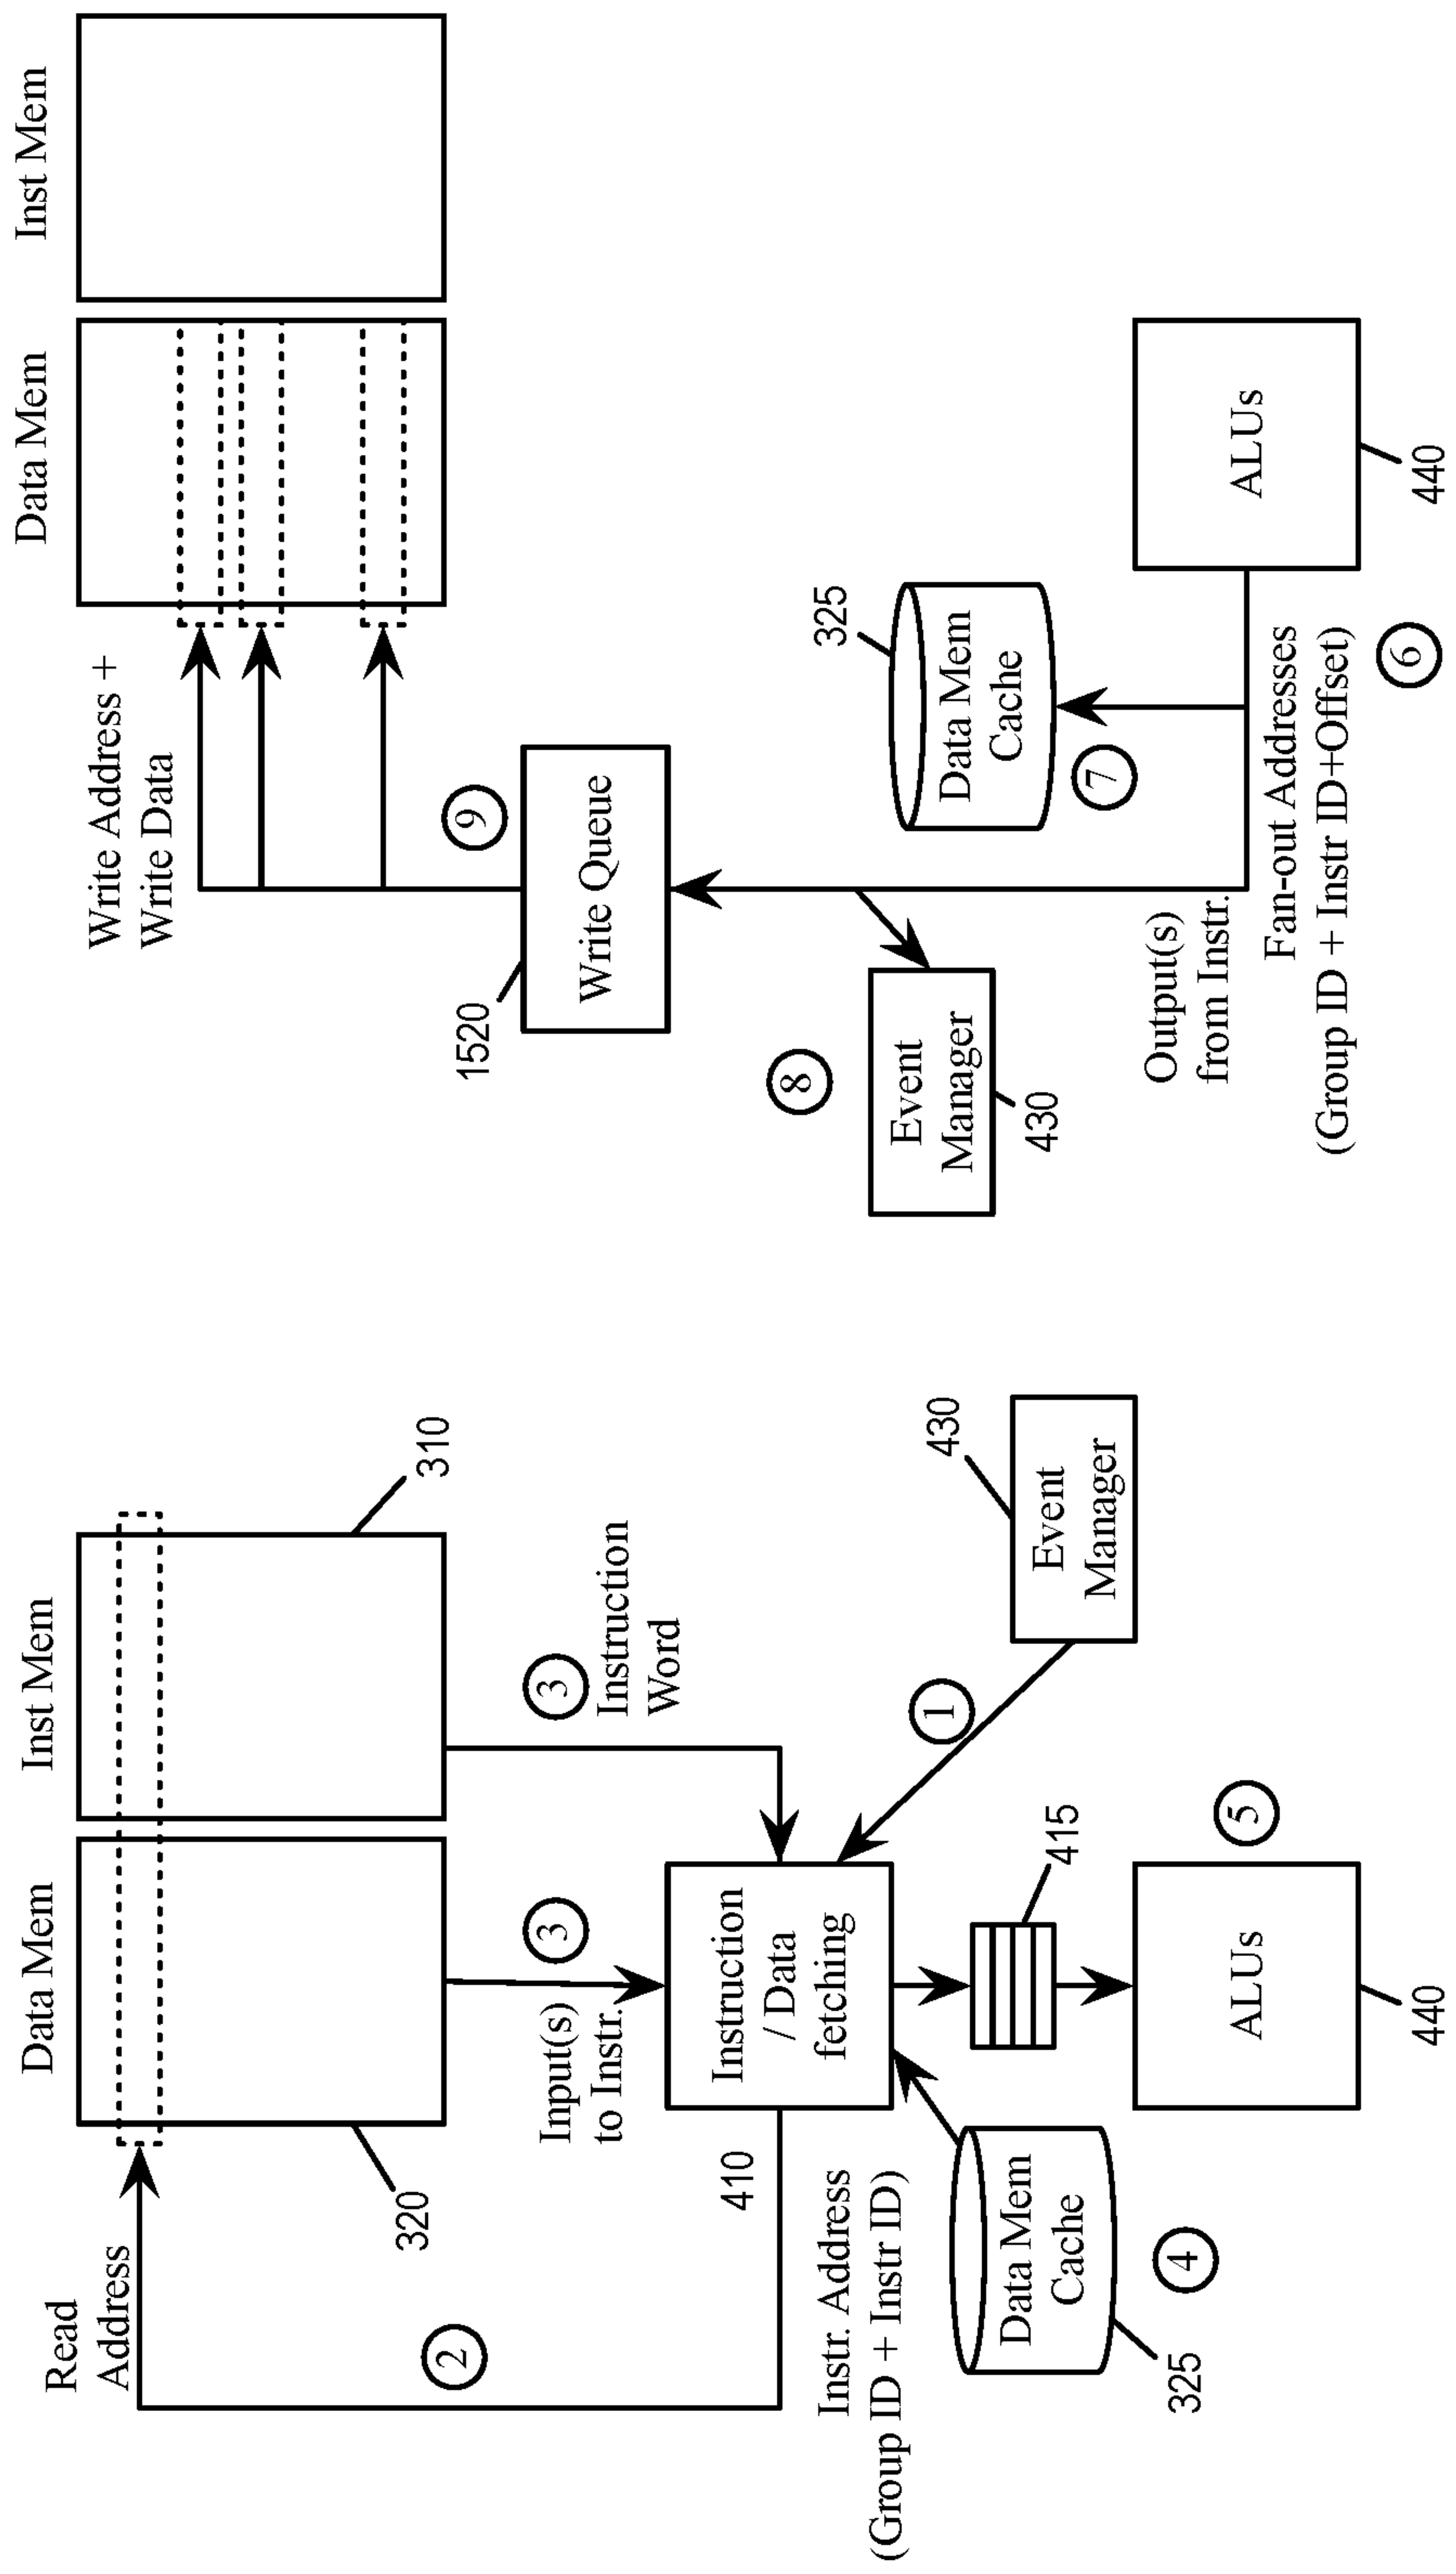 Data Mem
Inst Mem
Read
Address
320
310
2
3
Input(s)
to Instr.
3
Instruction
Word
410
Instruction
/ Data
fetching
Instr. Address
(Group ID + Instr ID)
1
430
Event
Manager
Data Mem
Cache
325
4
415
5
ALUs
440
Data Mem
Inst Mem
Write Address +
Write Data
9
1520
Write Queue
8
Event
Manager
430
325
Data Mem
Cache
7
Output(s)
from Instr.
ALUs
440
Fan-out Addresses
(Group ID + Instr ID+Offset)
6